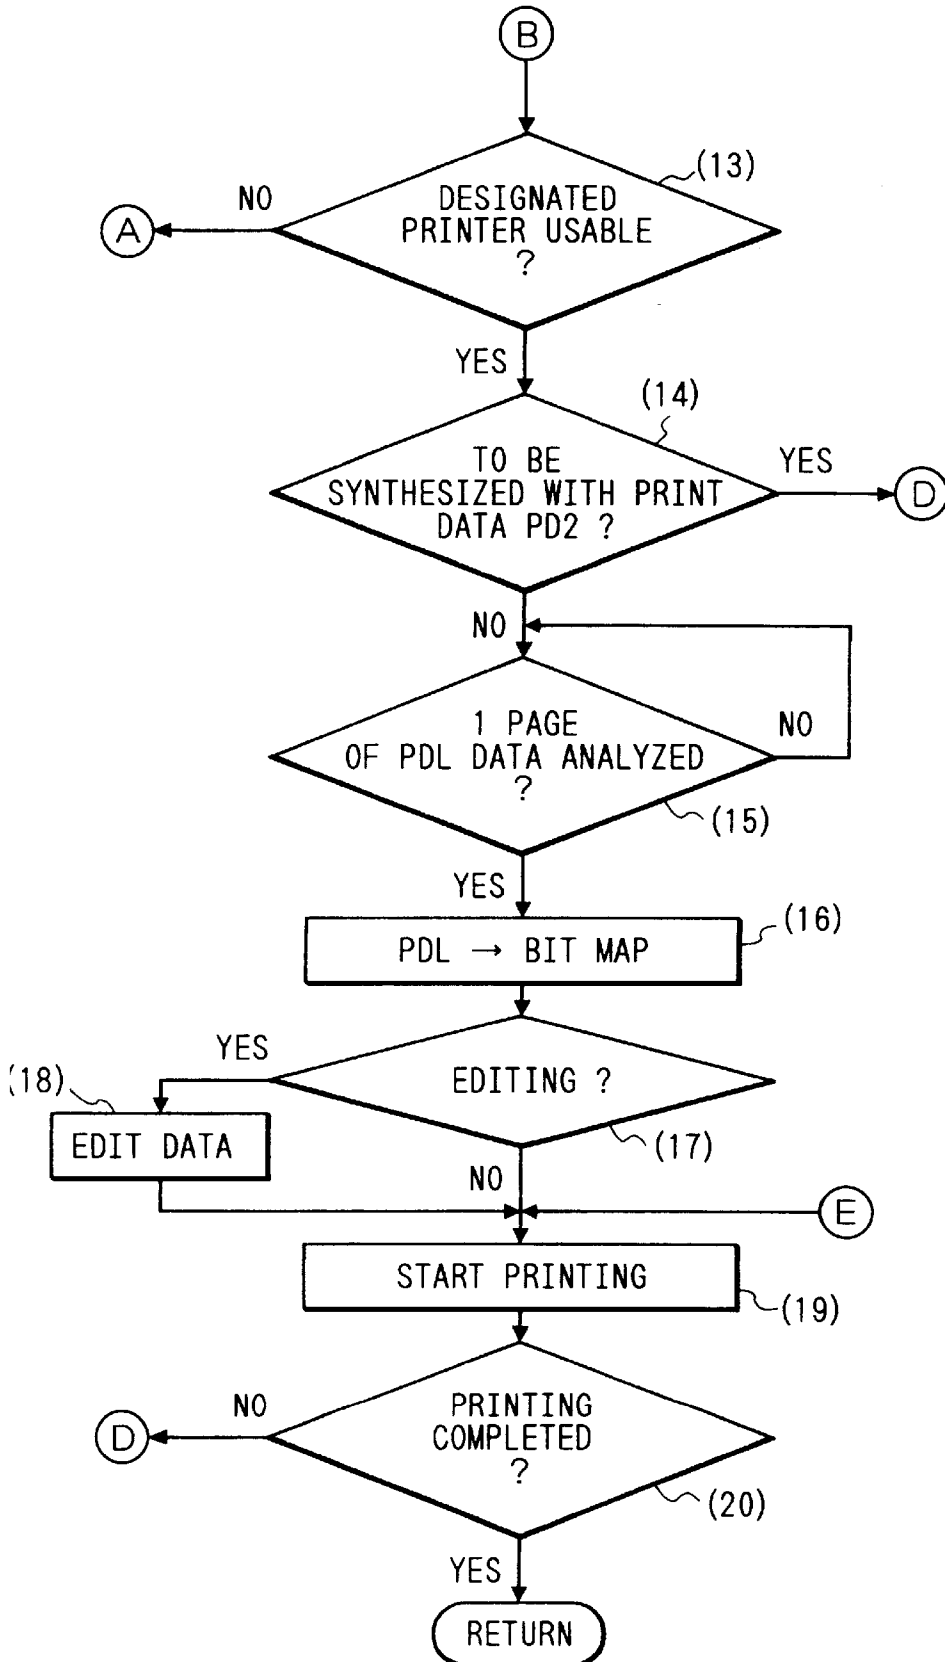 B
(13)
NO
DESIGNATED
PRINTER USABLE
?
A
YES
(14)
TO BE
SYNTHESIZED WITH PRINT
DATA PD2 ?
YES
D
NO
1 PAGE
OF PDL DATA ANALYZED
?
NO
(15)
YES
(16)
PDL → BIT MAP
YES
(18)
EDITING ?
EDIT DATA
(17)
NO
E
START PRINTING
(19)
NO
PRINTING
COMPLETED
?
D
(20)
YES
RETURN